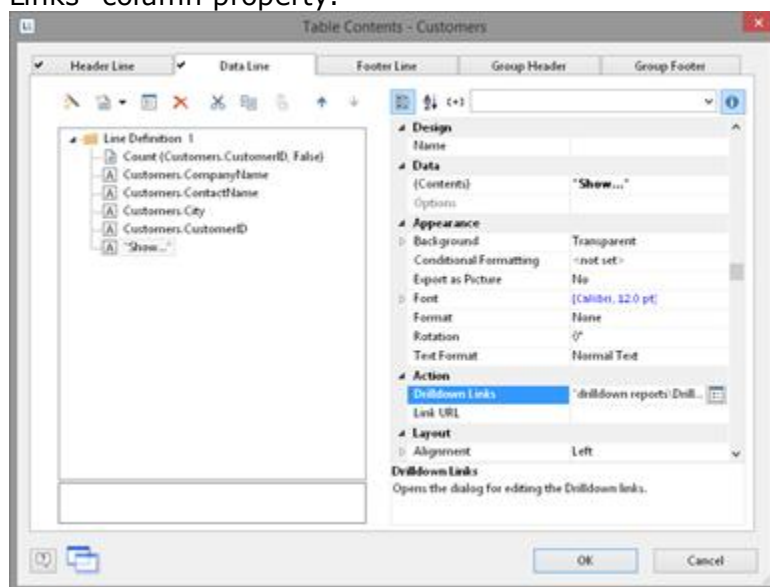 Links" column property.
Table Contents - Customers
Header Line
Data Line
Footer Line
Group Header
Group Footer
Line Definition 1
Count (Customers.CustomerID, False)
Customers.CompanyName
Customers.ContactName
Customers.City
Customers.CustomerID
"Show..."
Design
Name
Data
(Contents) "Show..."
Options
Appearance
Background Transparent
Conditional Formatting <not set>
Export as Picture No
Font [Calibri, 12.0 pt]
Format None
Rotation 0°
Text Format Normal Text
Action
Drilldown Links "drilldown reports\Drill...
Link URL
Layout
Alignment Left
Drilldown Links
Opens the dialog for editing the Drilldown links.
OK
Cancel